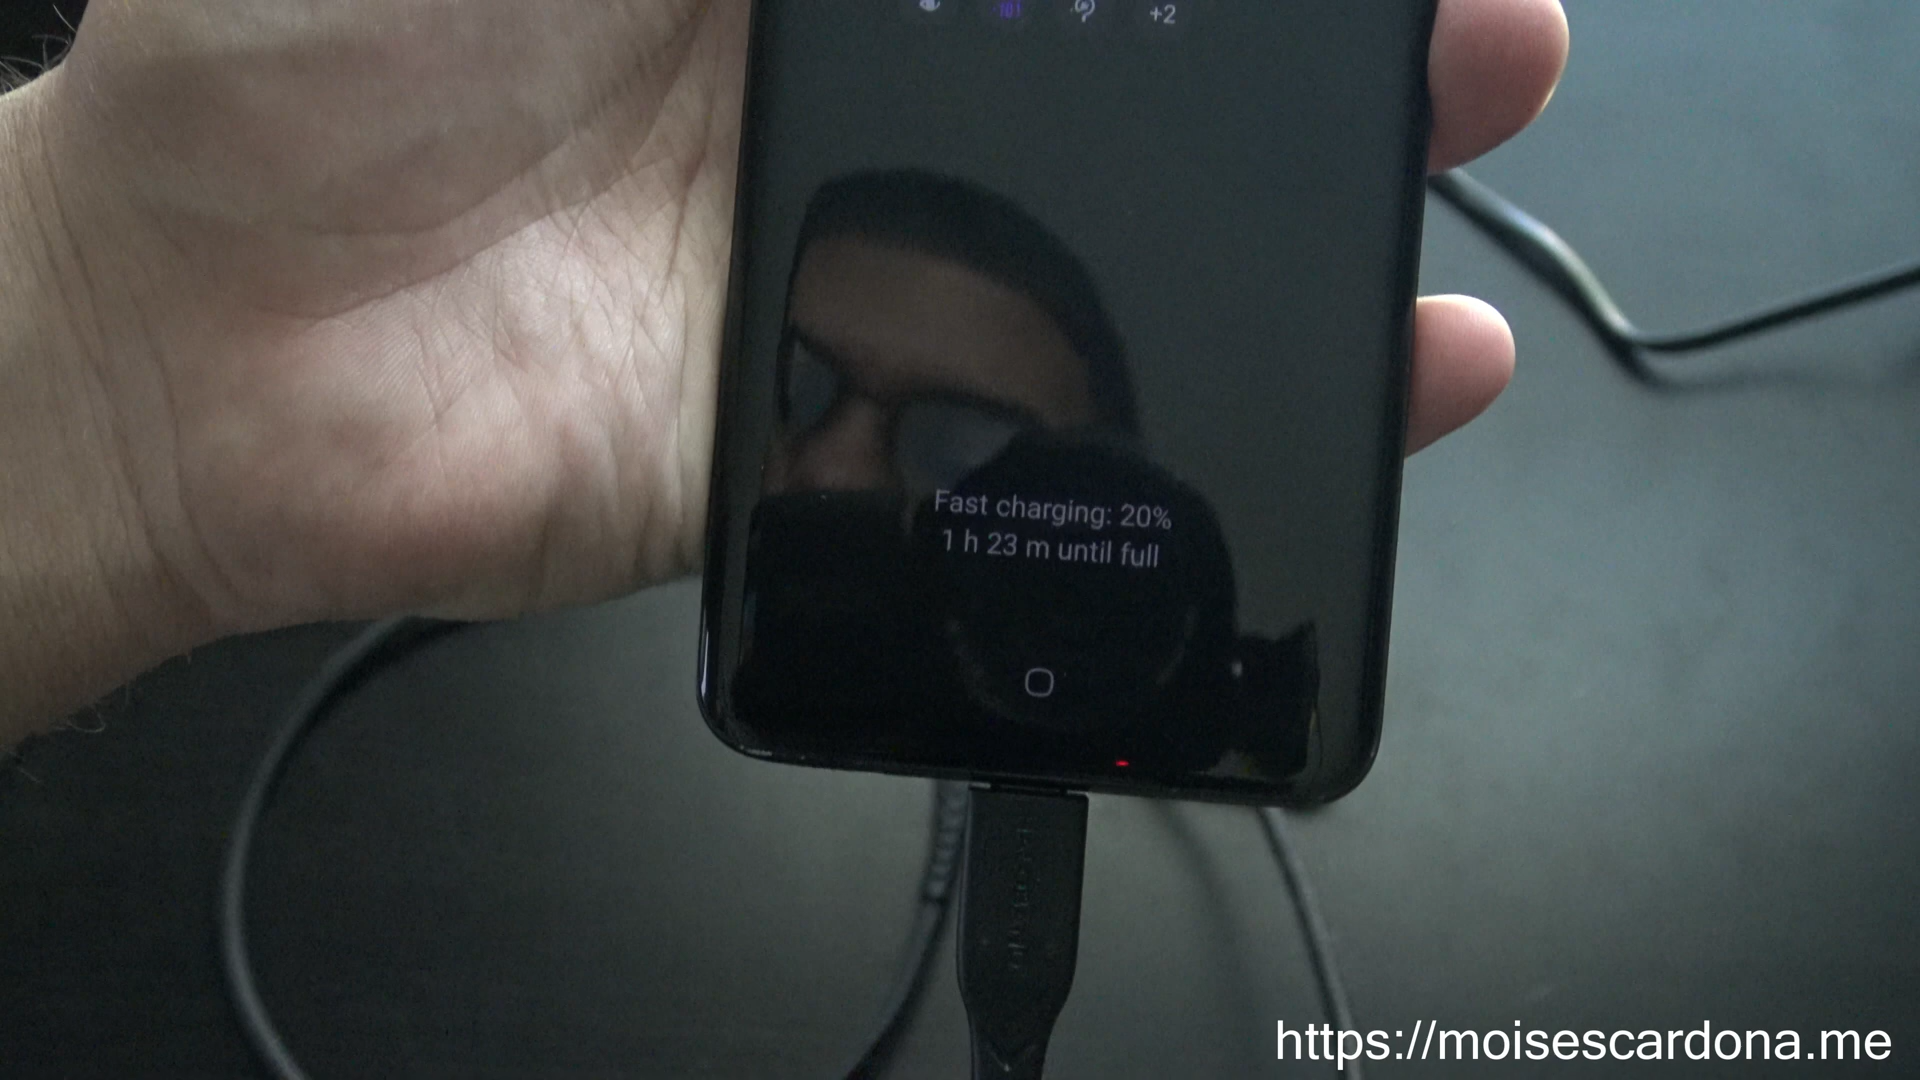 +2
Fast charging: 20%
1 h 23 m until full
https://moisescardona.me